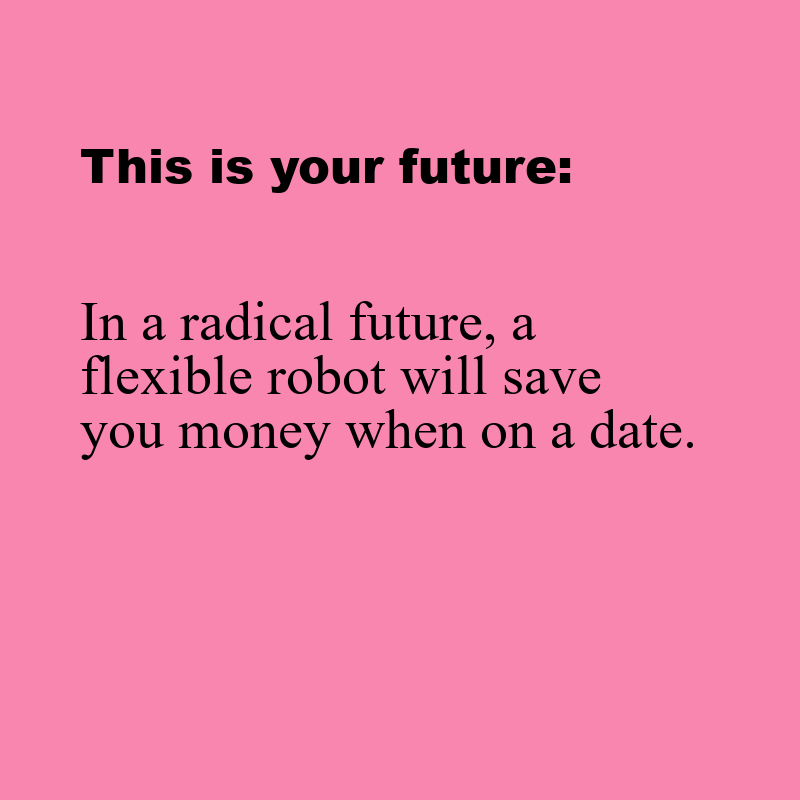 This is your future:
In a radical future, a
flexible robot will save
you money when on a date.